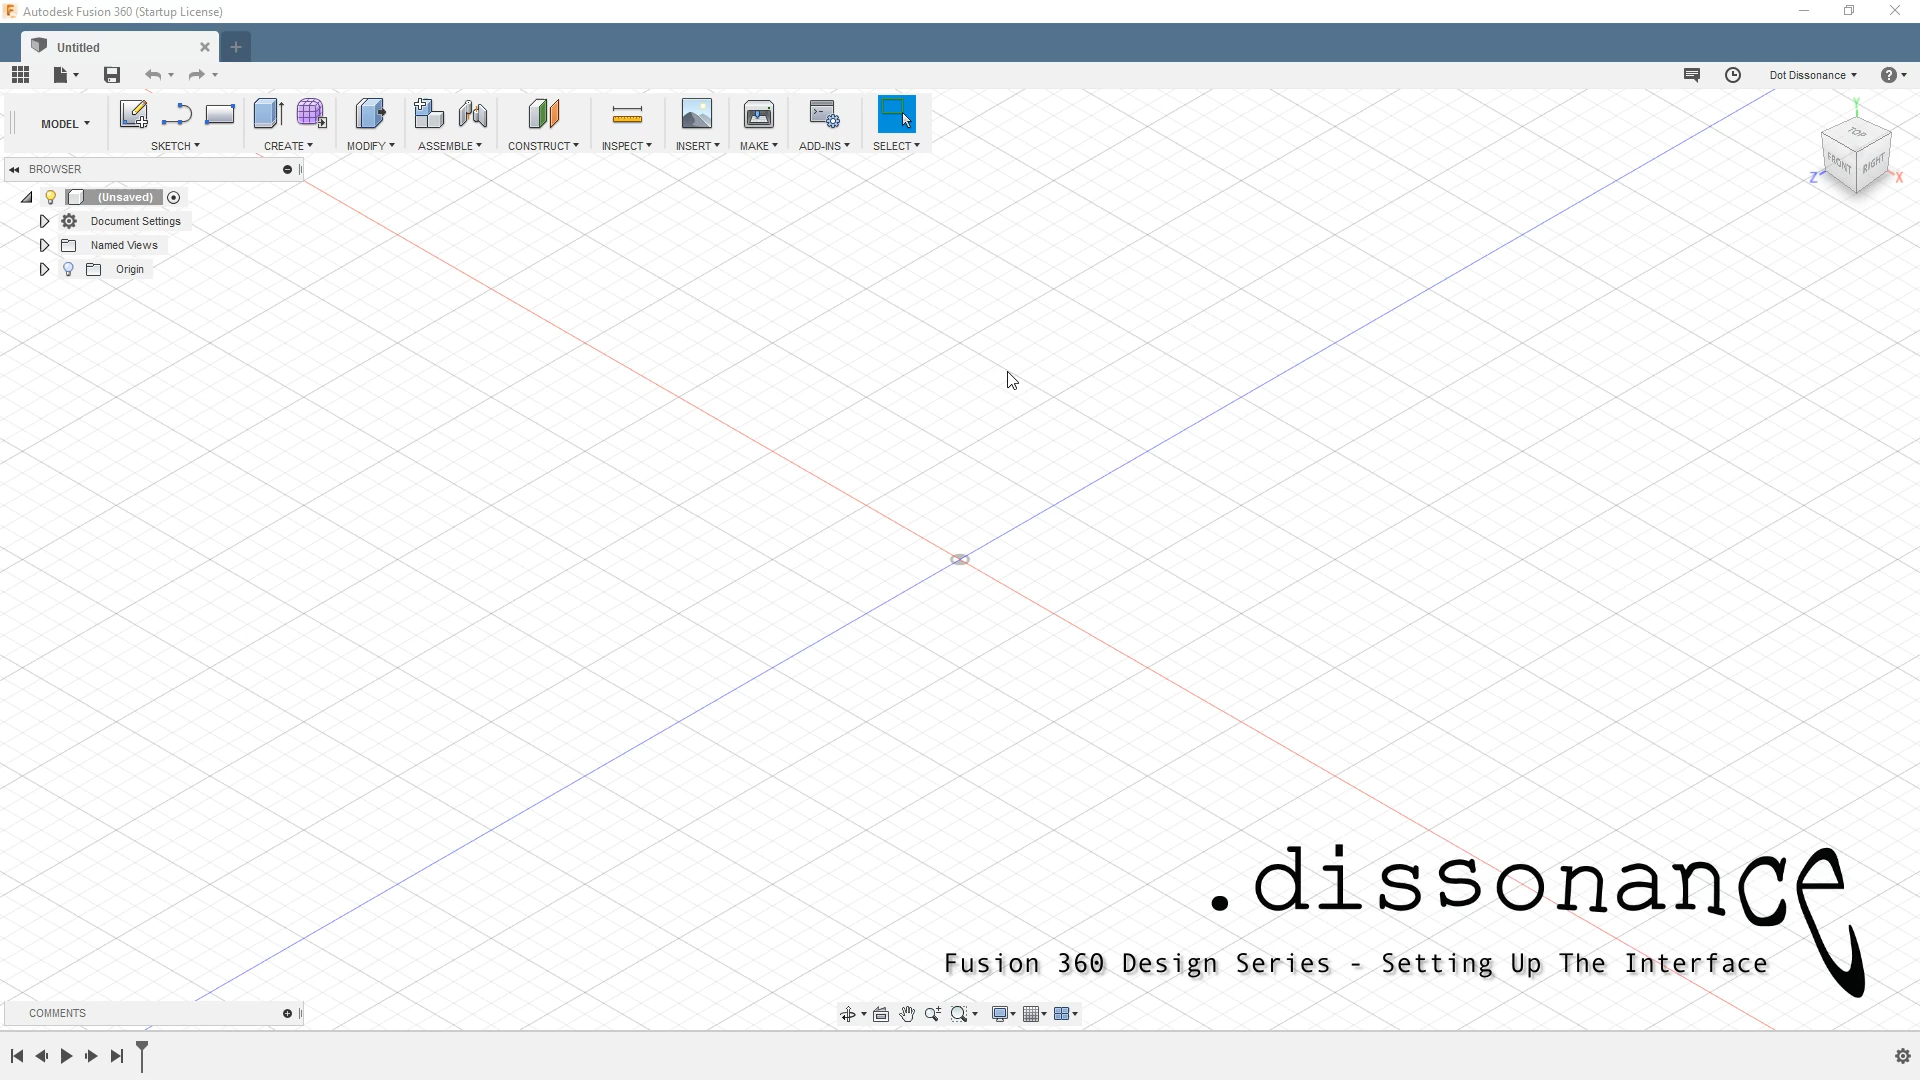 Autodesk Fusion 360 (Startup License)
Untitled
Dot Dissonance
MODEL
SKETCH
CREATE
MODIFY
ASSEMBLE
CONSTRUCT
INSPECT
INSERT
MAKE
ADD-INS
SELECT
BROWSER
(Unsaved)
Document Settings
Named Views
Origin
Y
TOP
FRONT
RIGHT
Z
X
.dissonance
Fusion 360 Design Series - Setting Up The Interface
COMMENTS